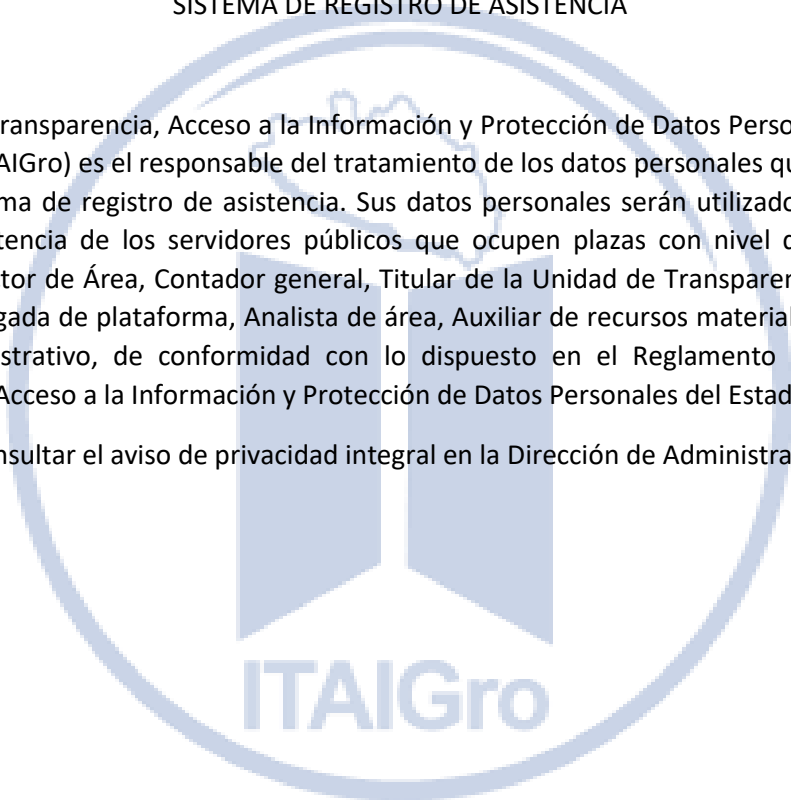 SISTEMA DE REGISTRO DE ASISTENCIA
ransparencia, Acceso a la Información y Protección de Datos Perso
AIGro) es el responsable del tratamiento de los datos personales qu
ma de registro de asistencia. Sus datos personales serán utilizado
tencia de los servidores públicos que ocupen plazas con nivel d
ctor de Área, Contador general, Titular de la Unidad de Transparen
gada de plataforma, Analista de área, Auxiliar de recursos material
strativo, de conformidad con lo dispuesto en el Reglamento
Acceso a la Información y Protección de Datos Personales del Estad
nsultar el aviso de privacidad integral en la Dirección de Administra
ITAIGro